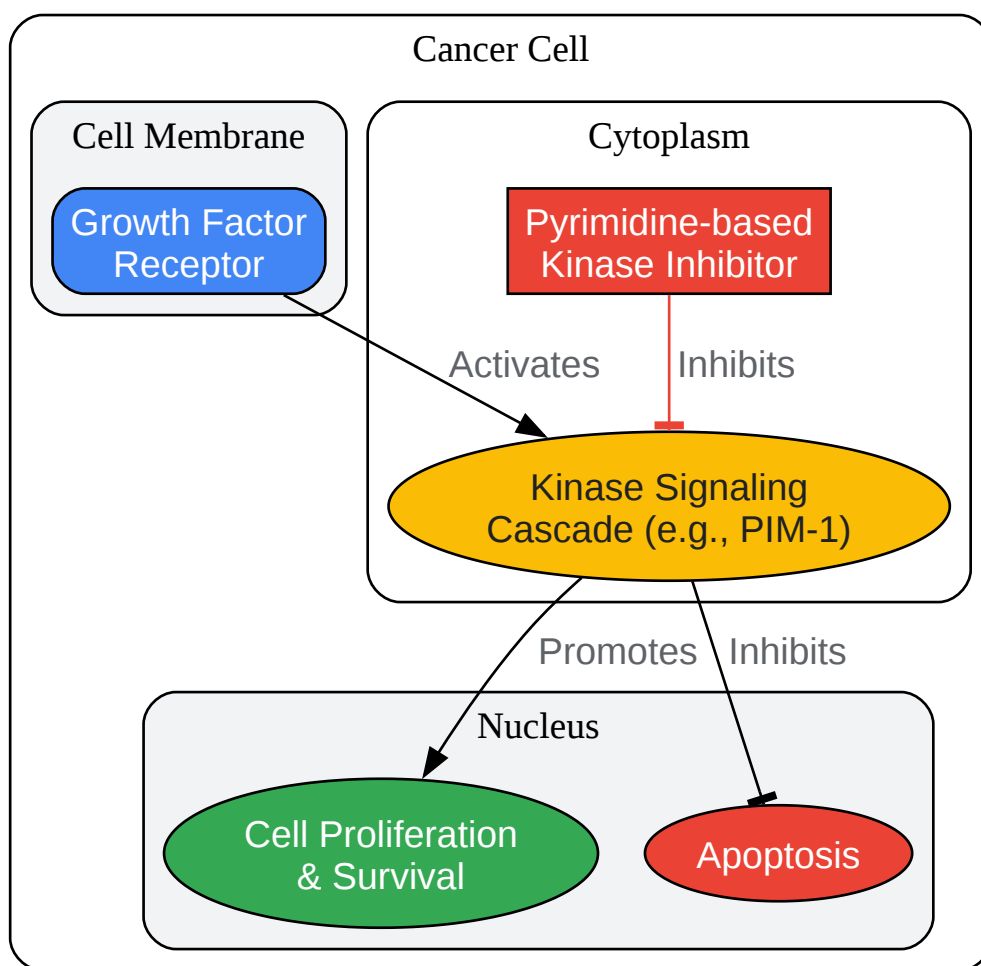 Cancer Cell
Cell Membrane
Cytoplasm
Growth Factor
Receptor
Pyrimidine-based
Kinase Inhibitor
Activates
Inhibits
Kinase Signaling
Cascade (e.g., PIM-1)
Promotes
Inhibits
Nucleus
Cell Proliferation
& Survival
Apoptosis